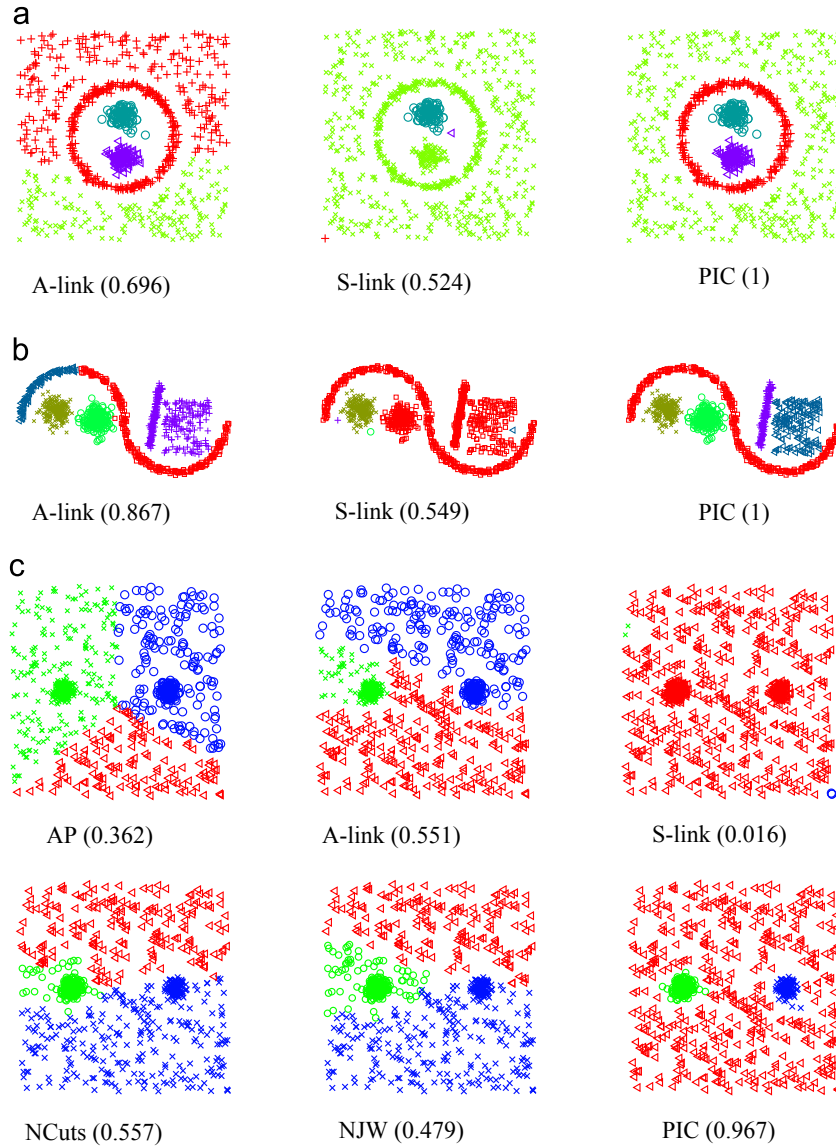 a
A-link (0.696) S-link (0.524) PIC (1)
b
A-link (0.867) S-link (0.549) PIC (1)
c
AP (0.362) A-link (0.551) S-link (0.016)
NCuts (0.557) NJW (0.479) PIC (0.967)